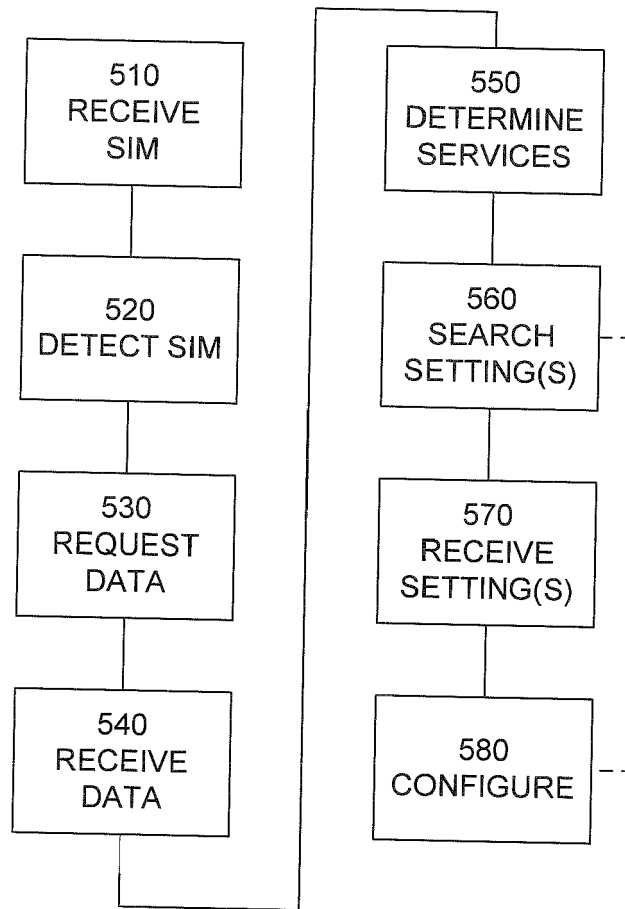 510
RECEIVE
SIM
520
DETECT SIM
530
REQUEST
DATA
540
RECEIVE
DATA
550
DETERMINE
SERVICES
560
SEARCH
SETTING(S)
570
RECEIVE
SETTING(S)
580
CONFIGURE